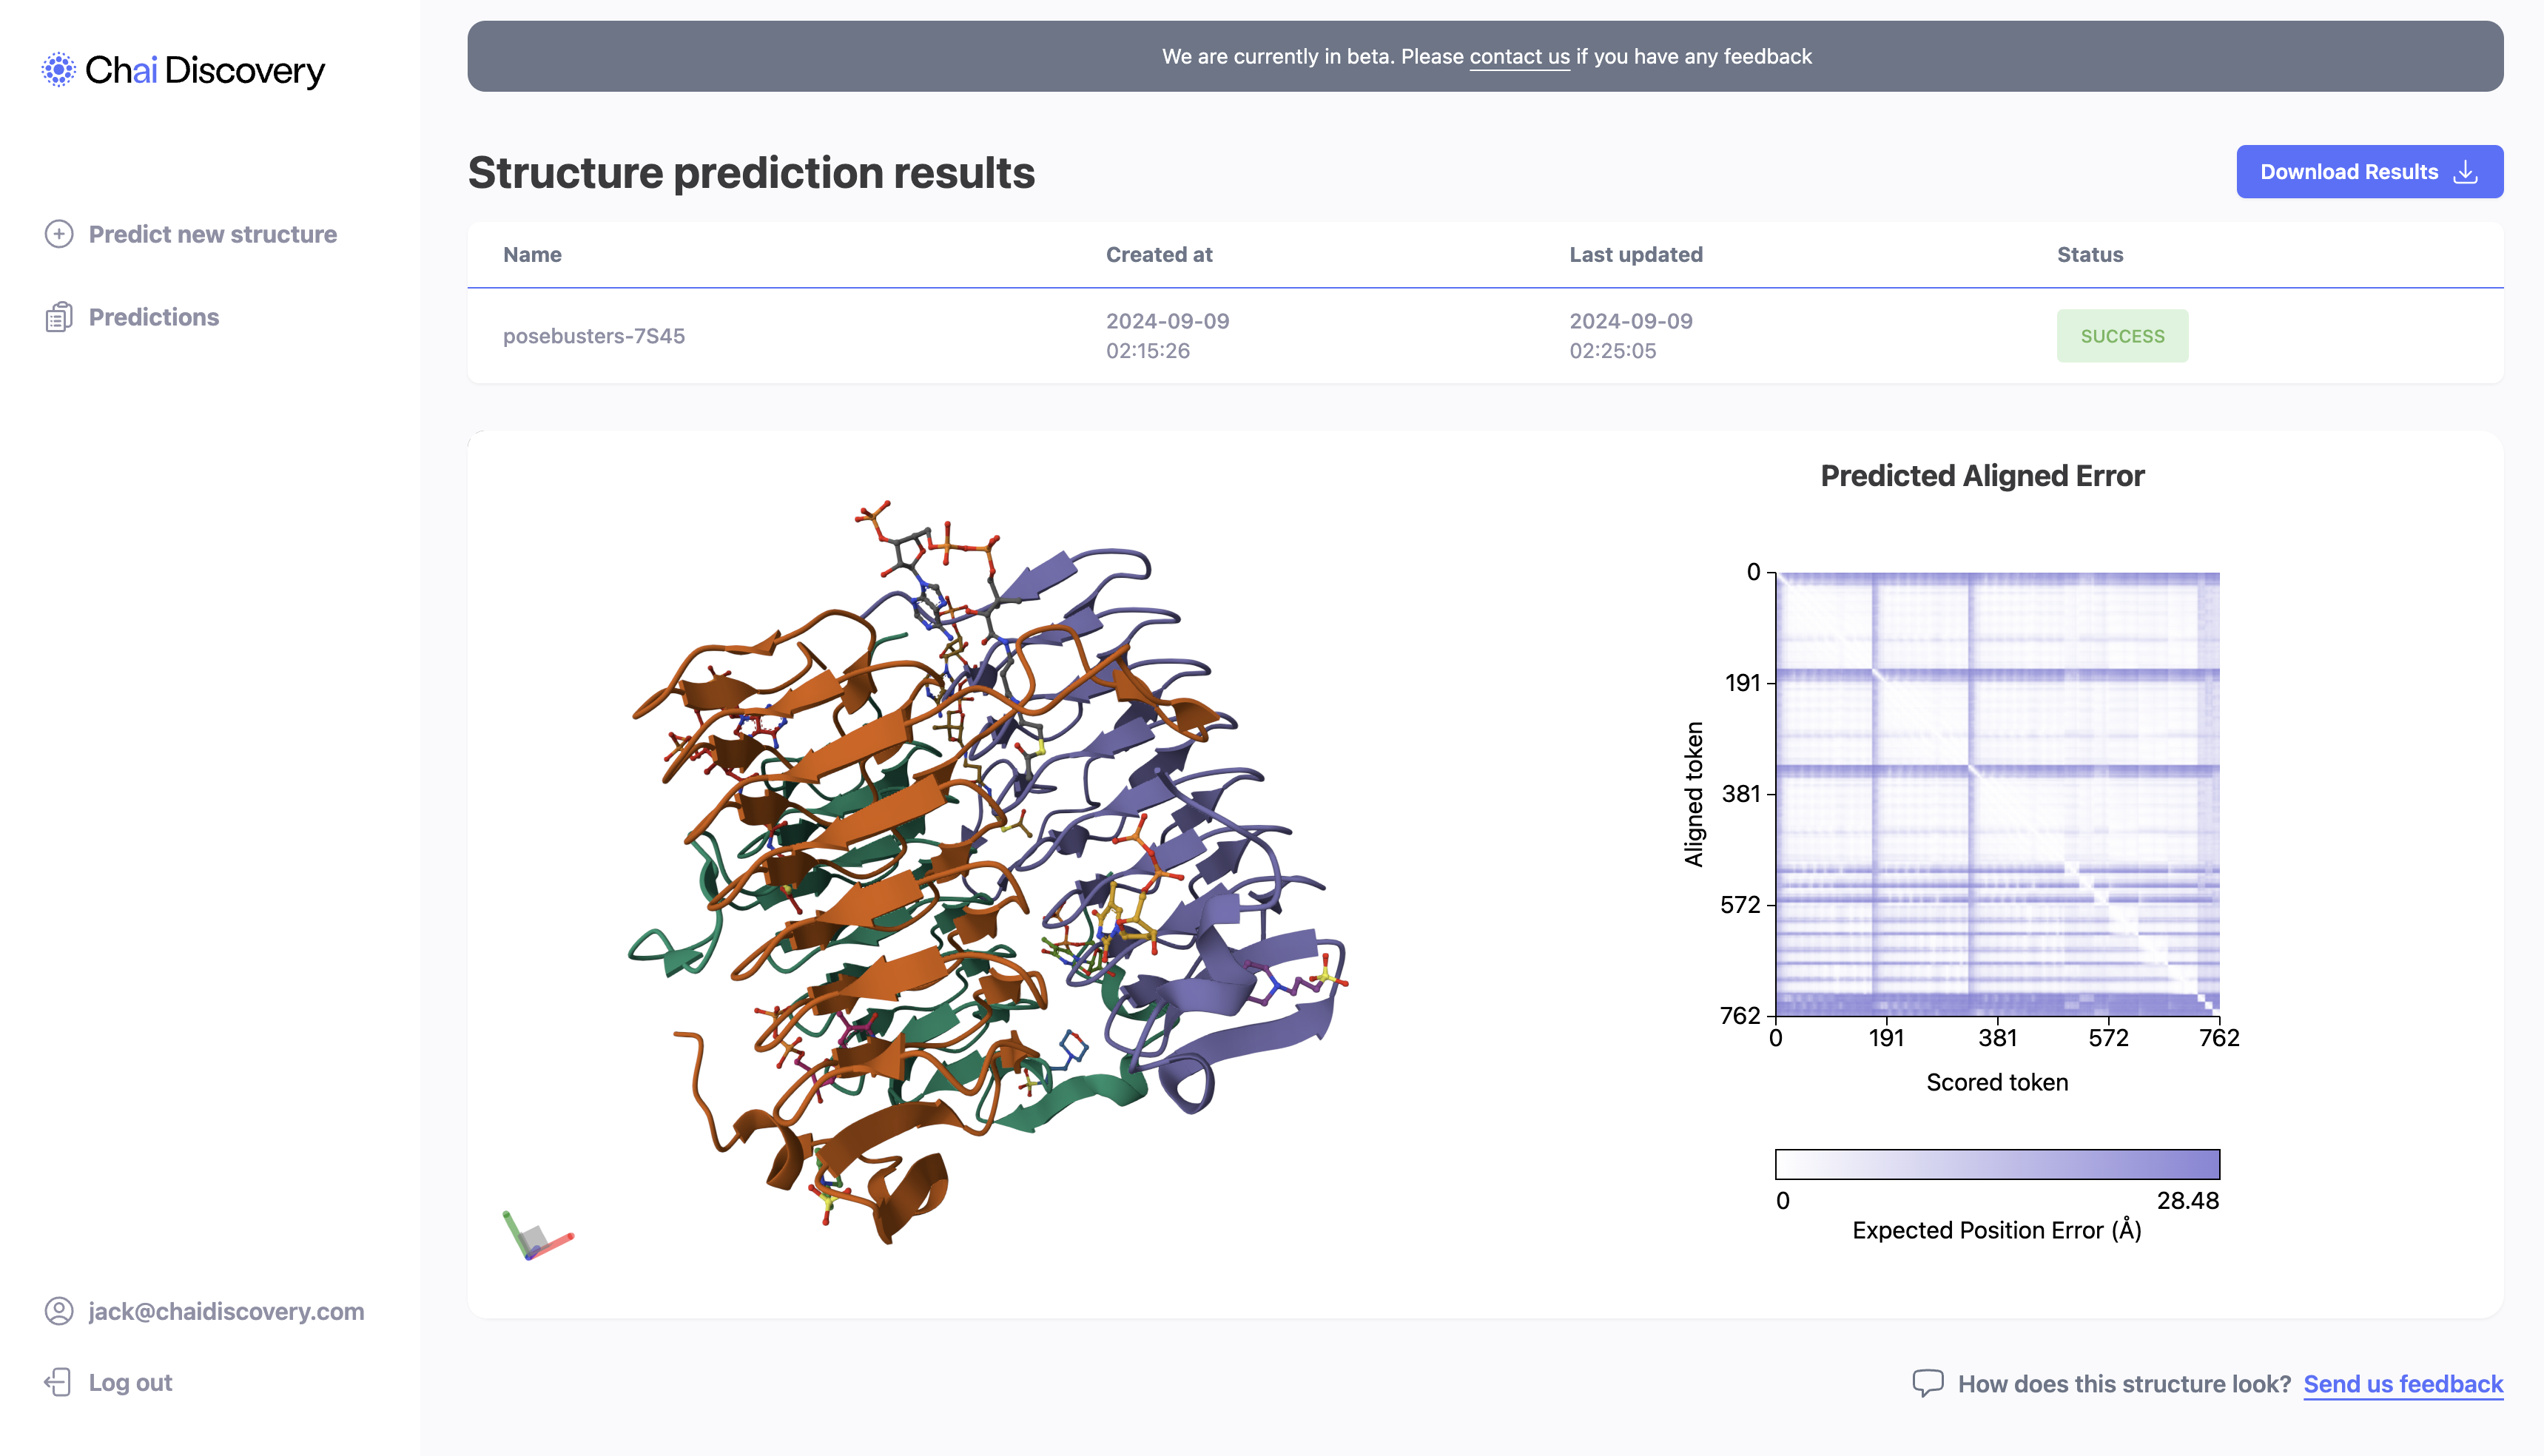 Chai Discovery
We are currently in beta. Please contact us if you have any feedback
Structure prediction results
Download Results
Predict new structure
Predictions
Name
Created at
Last updated
Status
posebusters-7S45
2024-09-09
02:15:26
2024-09-09
02:25:05
SUCCESS
Predicted Aligned Error
0
191
381
572
762
Aligned token
0
191
381
572
762
Scored token
0
28.48
Expected Position Error (Å)
jack@chaidiscovery.com
Log out
How does this structure look? Send us feedback